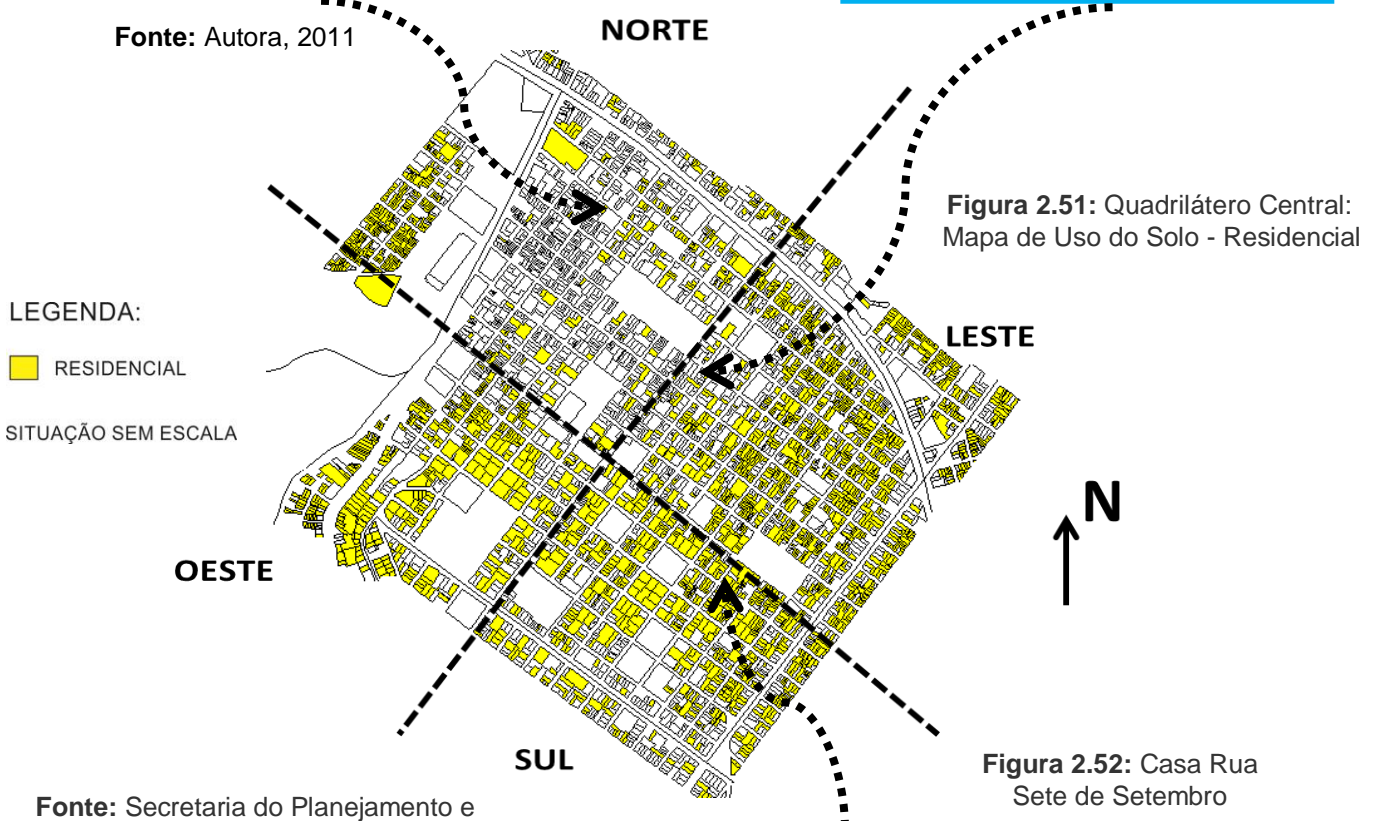 NORTE
Fonte: Autora, 2011
Figura 2.51: Quadrilátero Central:
Mapa de Uso do Solo - Residencial
LEGENDA:
LESTE
RESIDENCIAL
SITUAÇÃO SEM ESCALA
N
OESTE
SUL
Figura 2.52: Casa Rua
Sete de Setembro
Fonte: Secretaria do Planejamento e